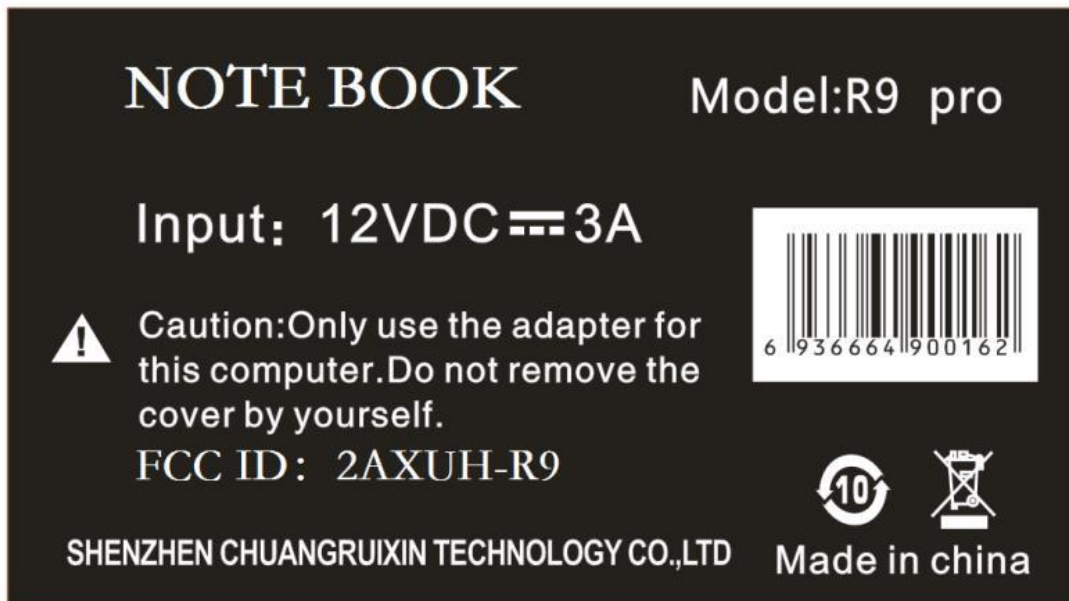 NOTE BOOK
Model:R9 pro
Input: 12VDC⎓3A
Caution:Only use the adapter for
this computer.Do not remove the
cover by yourself.
FCC ID: 2AXUH-R9
6 936664 900162
10
SHENZHEN CHUANGRUIXIN TECHNOLOGY CO.,LTD
Made in china